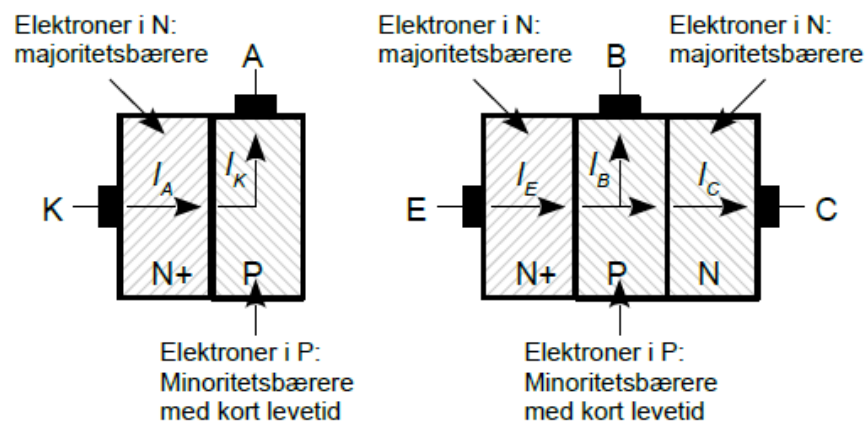 Elektroner i N:
majoritetsbærere
A
K
I_A
I_K
N+
P
Elektroner i P:
Minoritetsbærere
med kort levetid
Elektroner i N:
majoritetsbærere
B
Elektroner i N:
majoritetsbærere
E
I_E
I_B
I_C
C
N+
P
N
Elektroner i P:
Minoritetsbærere
med kort levetid